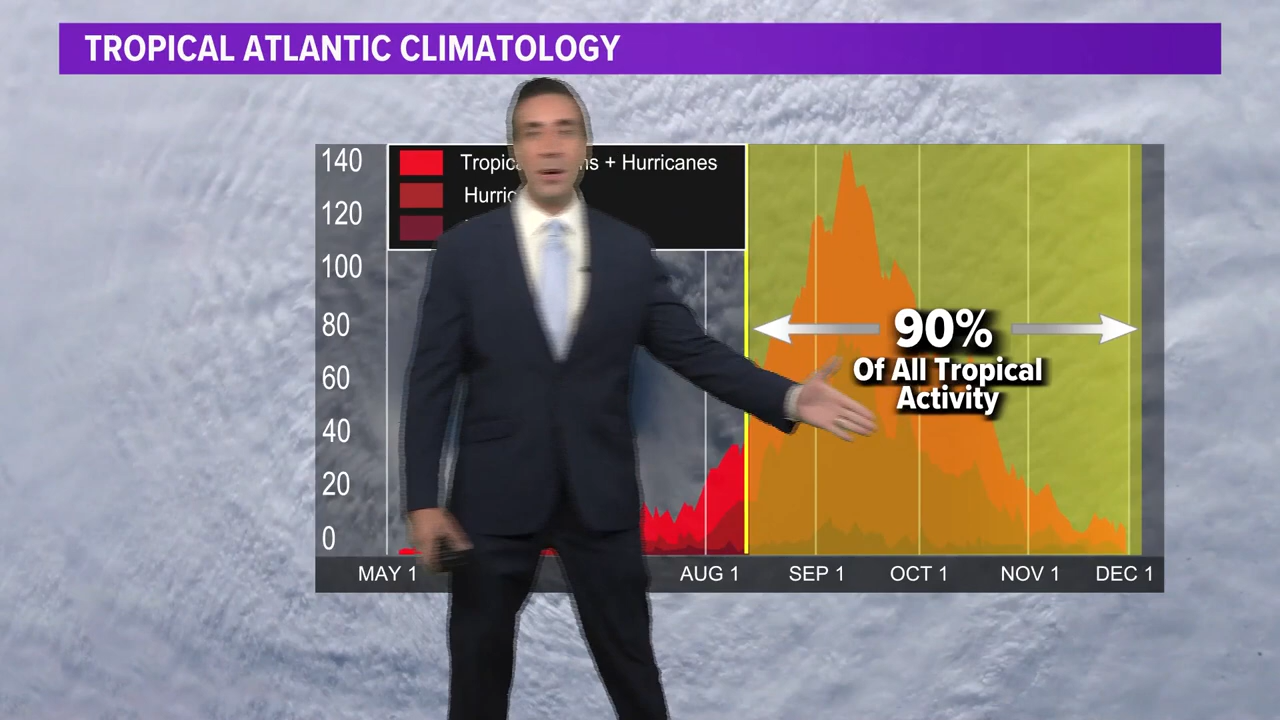 TROPICAL ATLANTIC CLIMATOLOGY
140
120
100
80
60
40
20
0
+ Hurricanes
90%
Of All Tropical
Activity
MAY 1
AUG 1
SEP 1
OCT 1
NOV 1
DEC 1